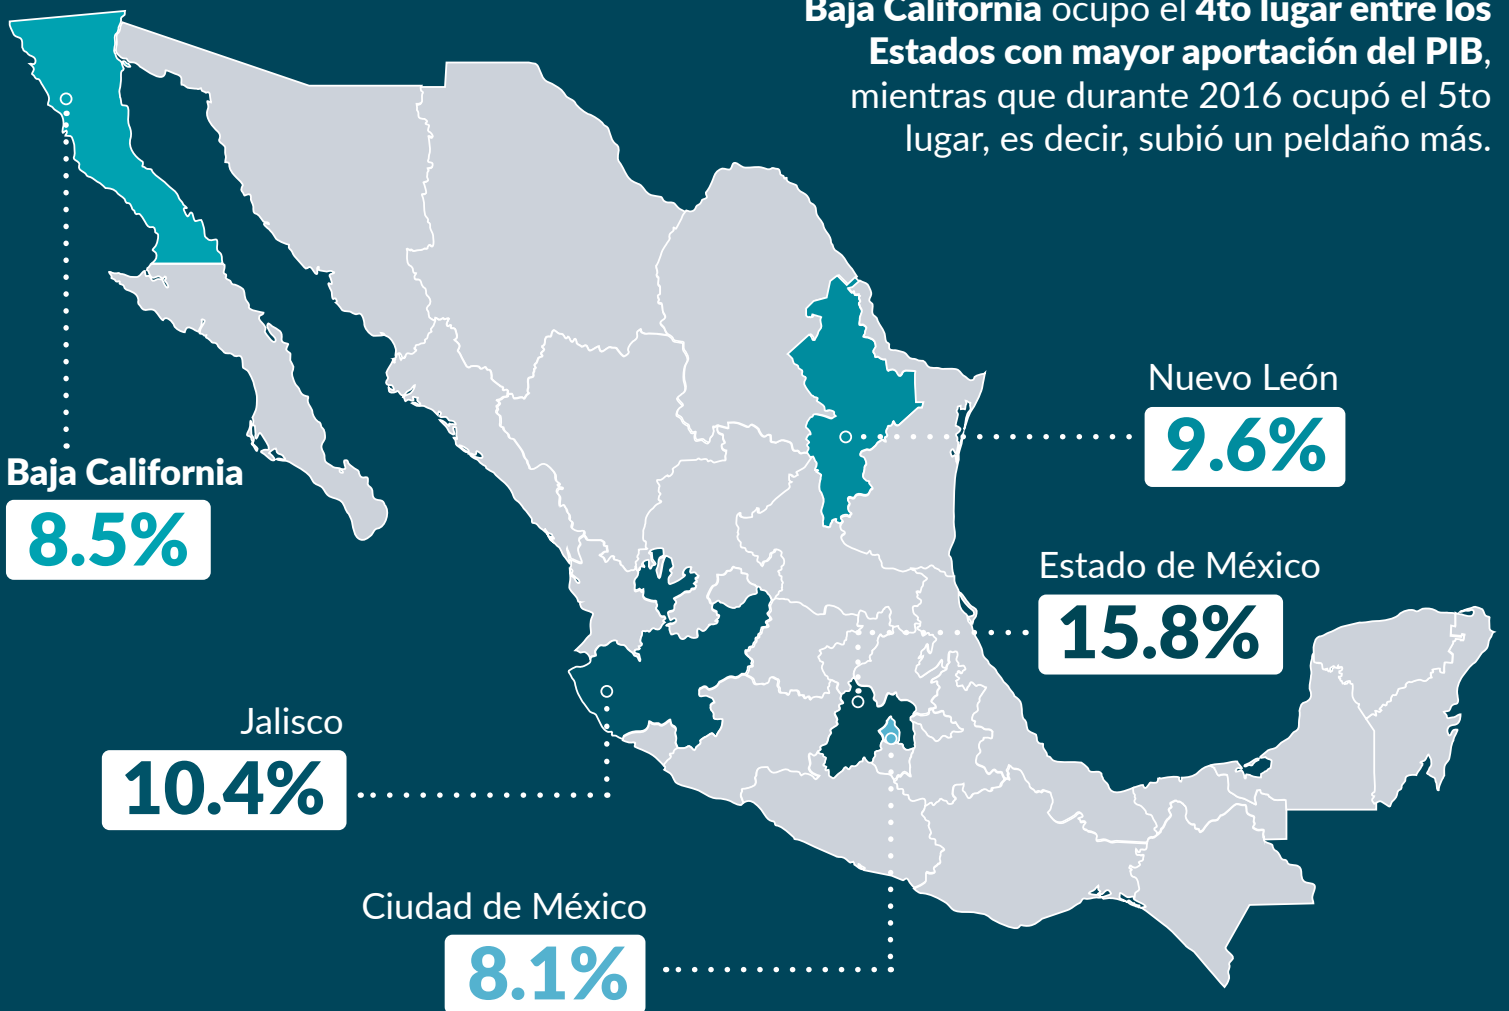 Baja California ocupó el 4to lugar entre los
Estados con mayor aportación del PIB,
mientras que durante 2016 ocupó el 5to
lugar, es decir, subió un peldaño más.
Nuevo León
9.6%
Baja California
8.5%
Estado de México
15.8%
Jalisco
10.4%
Ciudad de México
8.1%